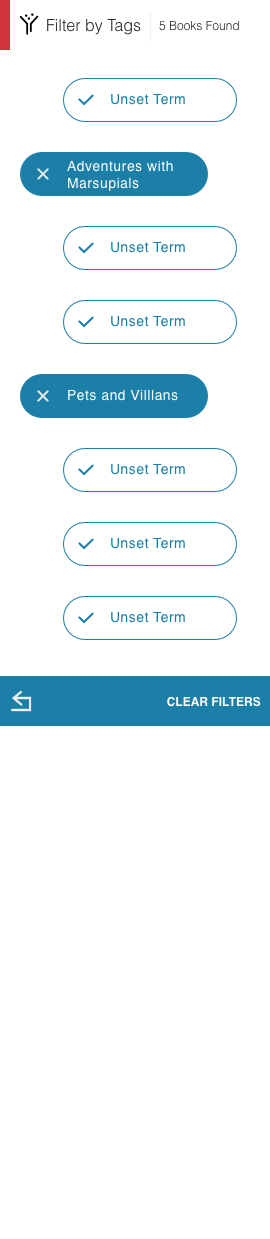 Filter by Tags 5 Books Found
Unset Term
Adventures with
Marsupials
Unset Term
Unset Term
Pets and Villlans
Unset Term
Unset Term
Unset Term
CLEAR FILTERS